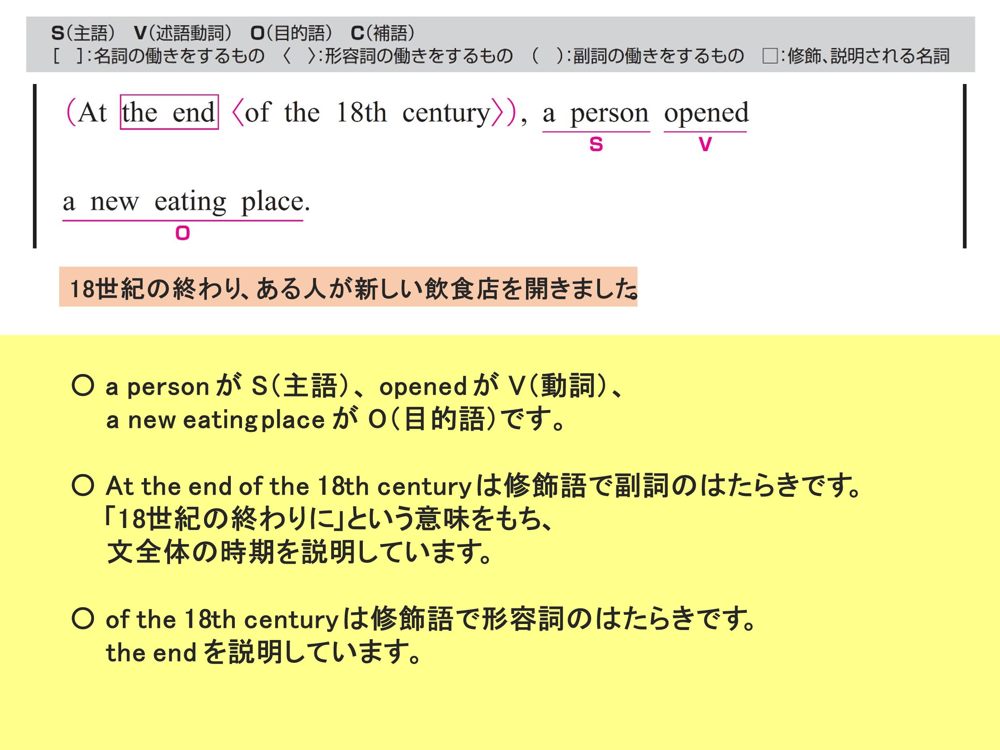 S(主語) V(述語動詞) O(目的語) C(補語)
[ ]:名詞の働きをするもの 〈 〉:形容詞の働きをするもの ( ):副詞の働きをするもの □:修飾、説明される名詞
(At the end 〈of the 18th century〉), a person opened
S V
a new eating place.
O
18世紀の終わり、ある人が新しい飲食店を開きました。
○ a person が S(主語)、opened が V(動詞)、
a new eating place が O(目的語)です。
○ At the end of the 18th century は修飾語で副詞のはたらきです。
「18世紀の終わりに」という意味をもち、
文全体の時期を説明しています。
○ of the 18th century は修飾語で形容詞のはたらきです。
the end を説明しています。